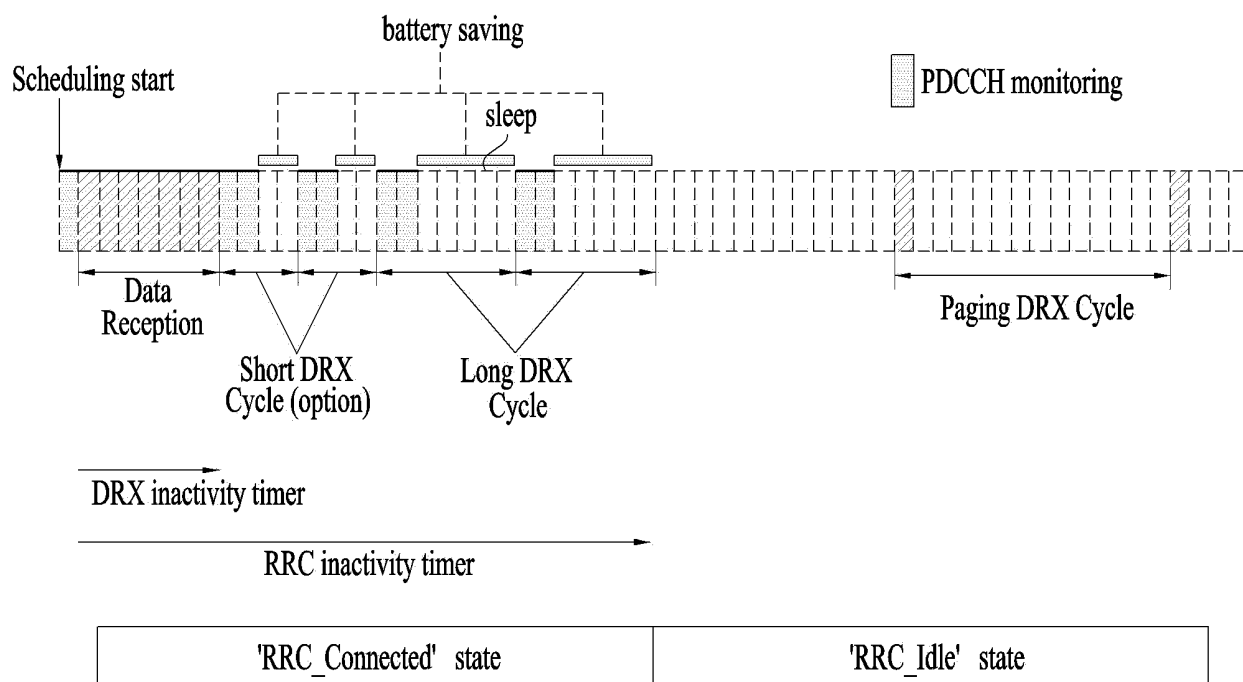 battery saving
Scheduling start
PDCCH monitoring
sleep
Data
Reception
Short DRX
Cycle (option)
Long DRX
Cycle
Paging DRX Cycle
DRX inactivity timer
RRC inactivity timer
'RRC_Connected' state
'RRC_Idle' state